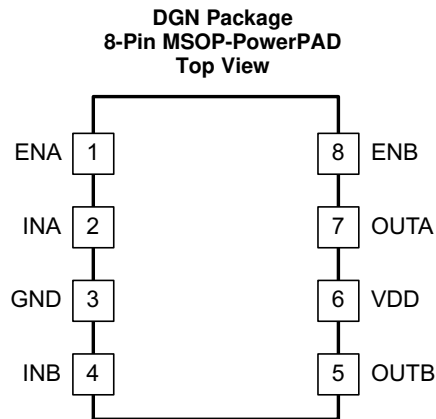 DGN Package
8-Pin MSOP-PowerPAD
Top View
ENA 1 8 ENB
INA 2 7 OUTA
GND 3 6 VDD
INB 4 5 OUTB